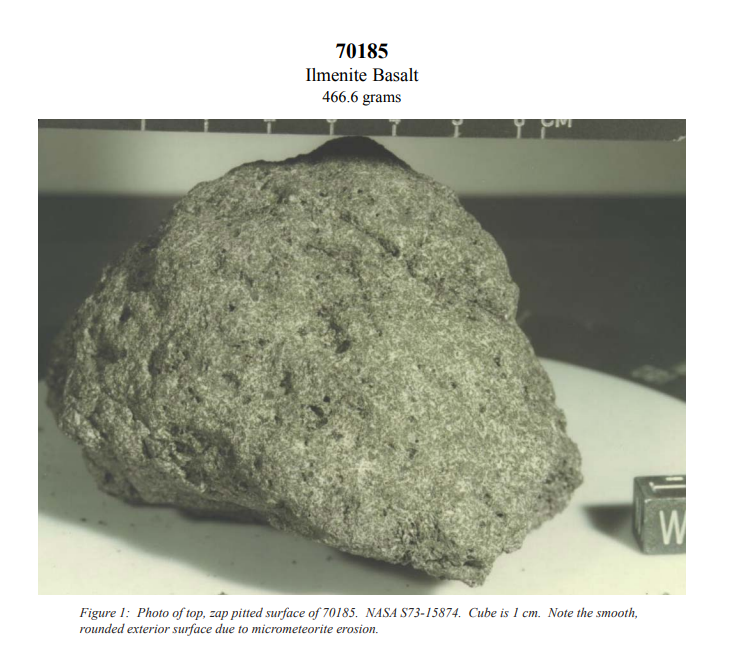 70185
Ilmenite Basalt
466.6 grams
CM
W
Figure 1:  Photo of top, zap pitted surface of 70185.  NASA S73-15874.  Cube is 1 cm.  Note the smooth,
rounded exterior surface due to micrometeorite erosion.